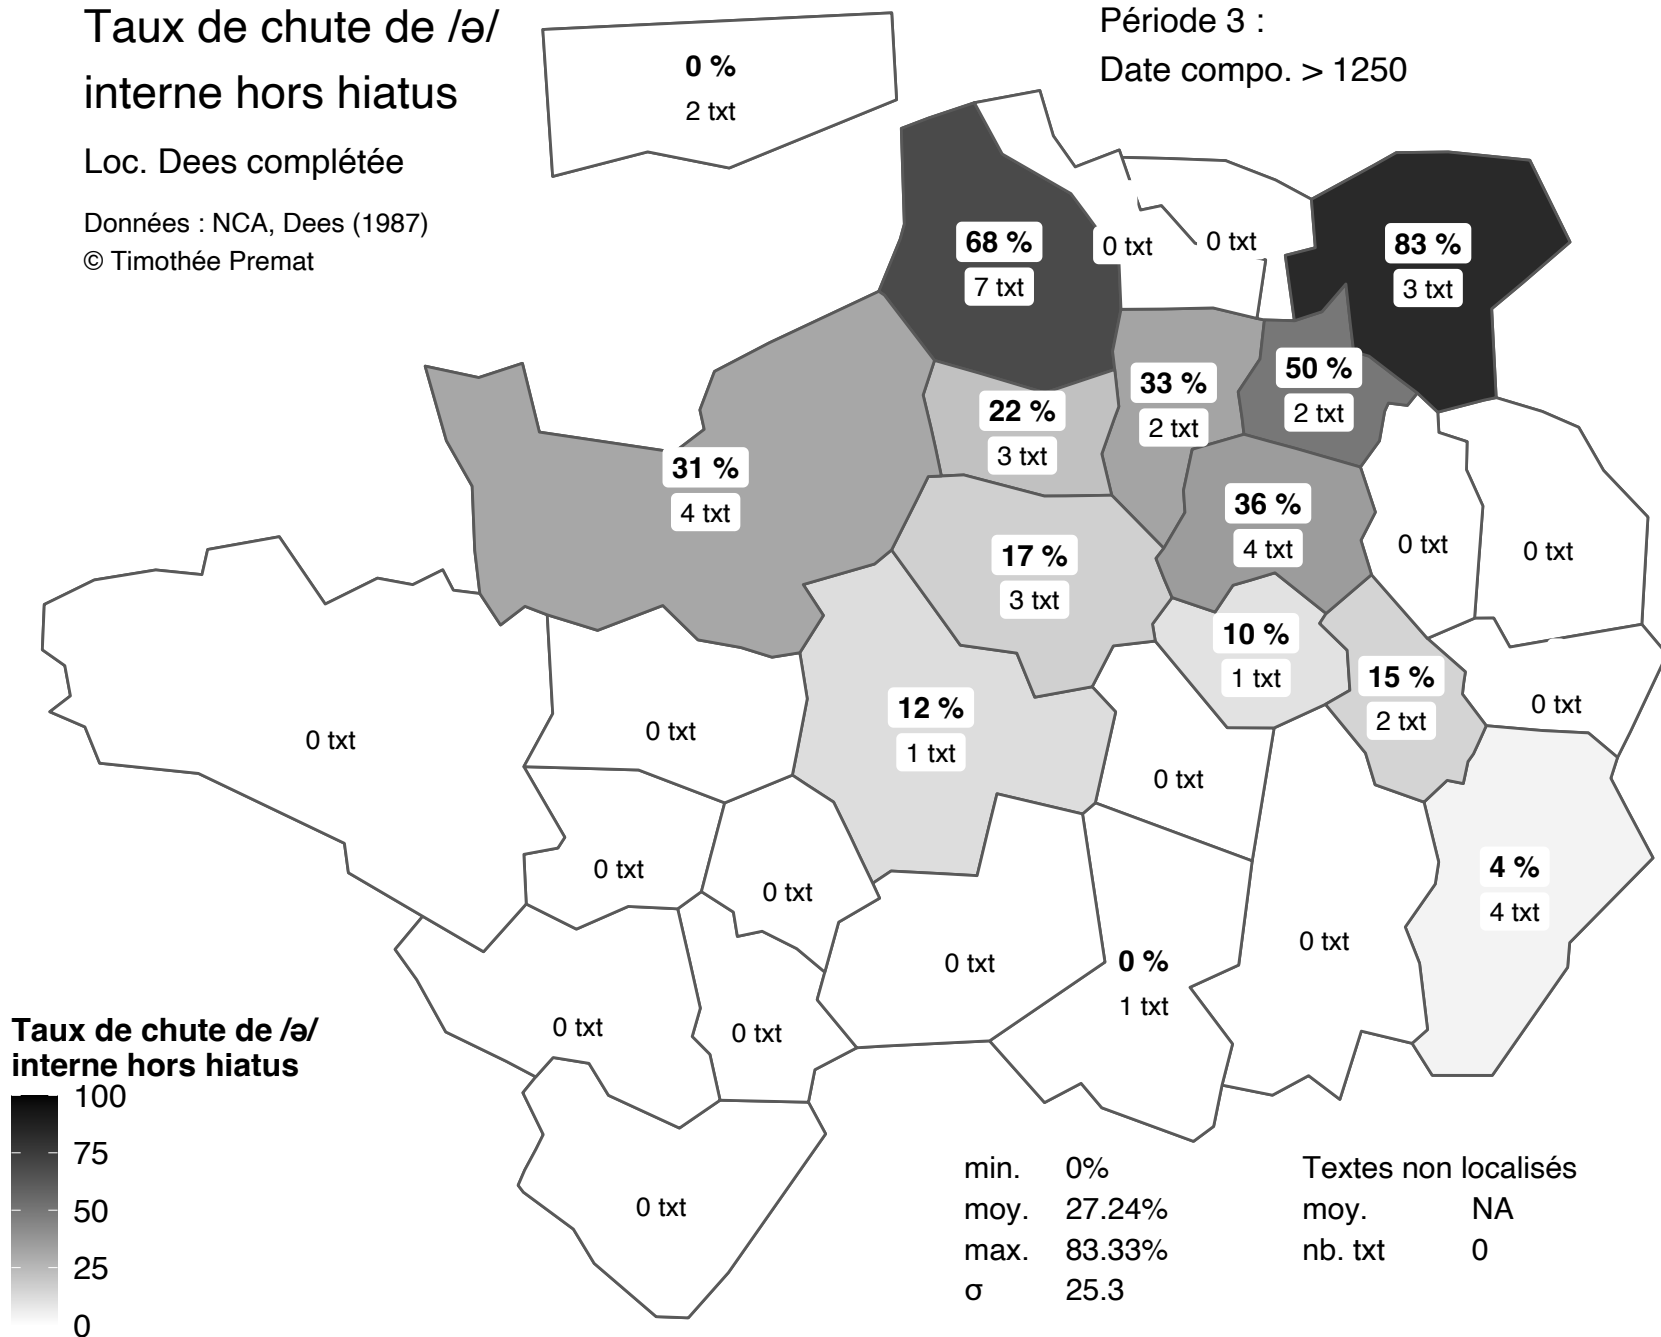 Taux de chute de /ə/
interne hors hiatus
Loc. Dees complétée
Données : NCA, Dees (1987)
© Timothée Premat
Période 3 :
Date compo. > 1250
0 %
2 txt
68 %
7 txt
0 txt
0 txt
83 %
3 txt
31 %
4 txt
22 %
3 txt
33 %
2 txt
50 %
2 txt
36 %
4 txt
0 txt
0 txt
17 %
3 txt
10 %
1 txt
15 %
2 txt
0 txt
0 txt
0 txt
12 %
1 txt
0 txt
0 txt
0 txt
4 %
4 txt
0 txt
0 %
1 txt
0 txt
0 txt
0 txt
0 txt
Taux de chute de /ə/
interne hors hiatus
100
75
50
25
0
min. 0%
moy. 27.24%
max. 83.33%
σ 25.3
Textes non localisés
moy. NA
nb. txt 0